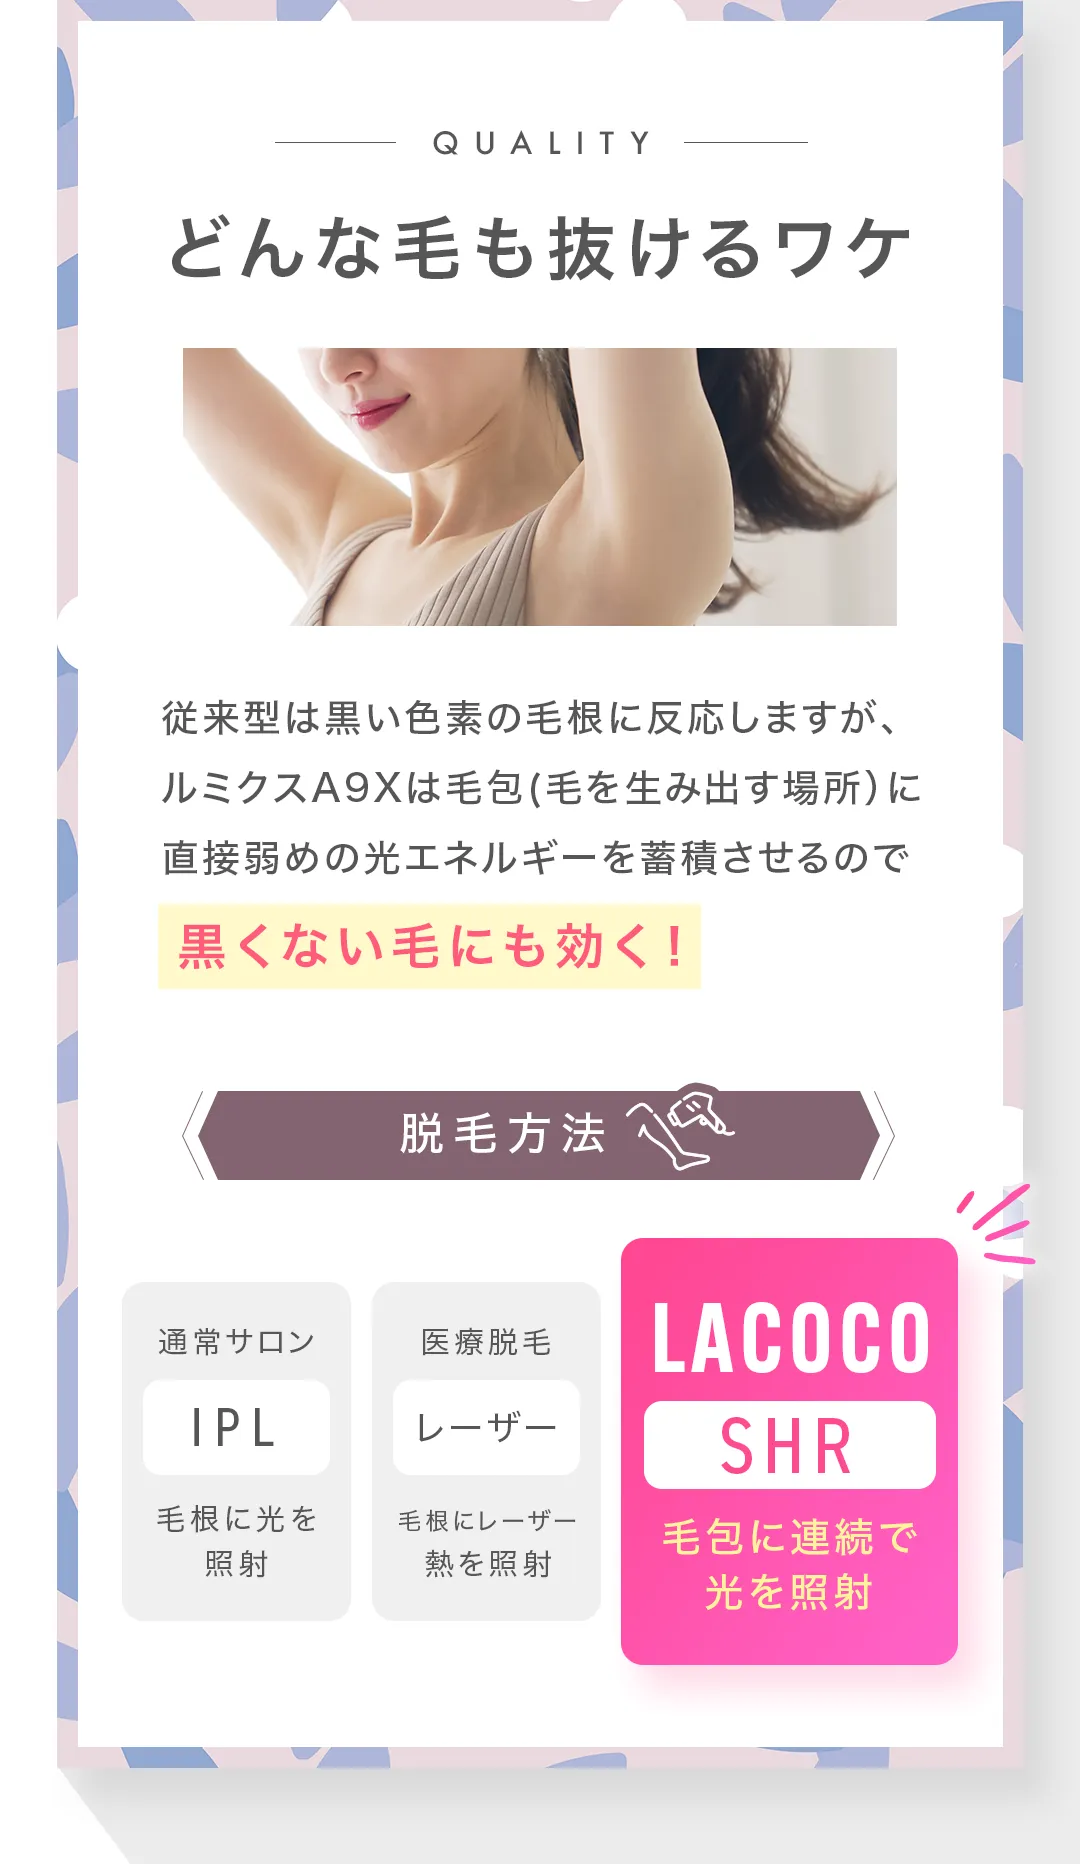 QUALITY
どんな毛も抜けるワケ
従来型は黒い色素の毛根に反応しますが、
ルミクスA9Xは毛包(毛を生み出す場所)に
直接弱めの光エネルギーを蓄積させるので
黒くない毛にも効く！
脱毛方法
通常サロン
IPL
毛根に光を
照射
医療脱毛
レーザー
毛根にレーザー
熱を照射
LACOCO
SHR
毛包に連続で
光を照射